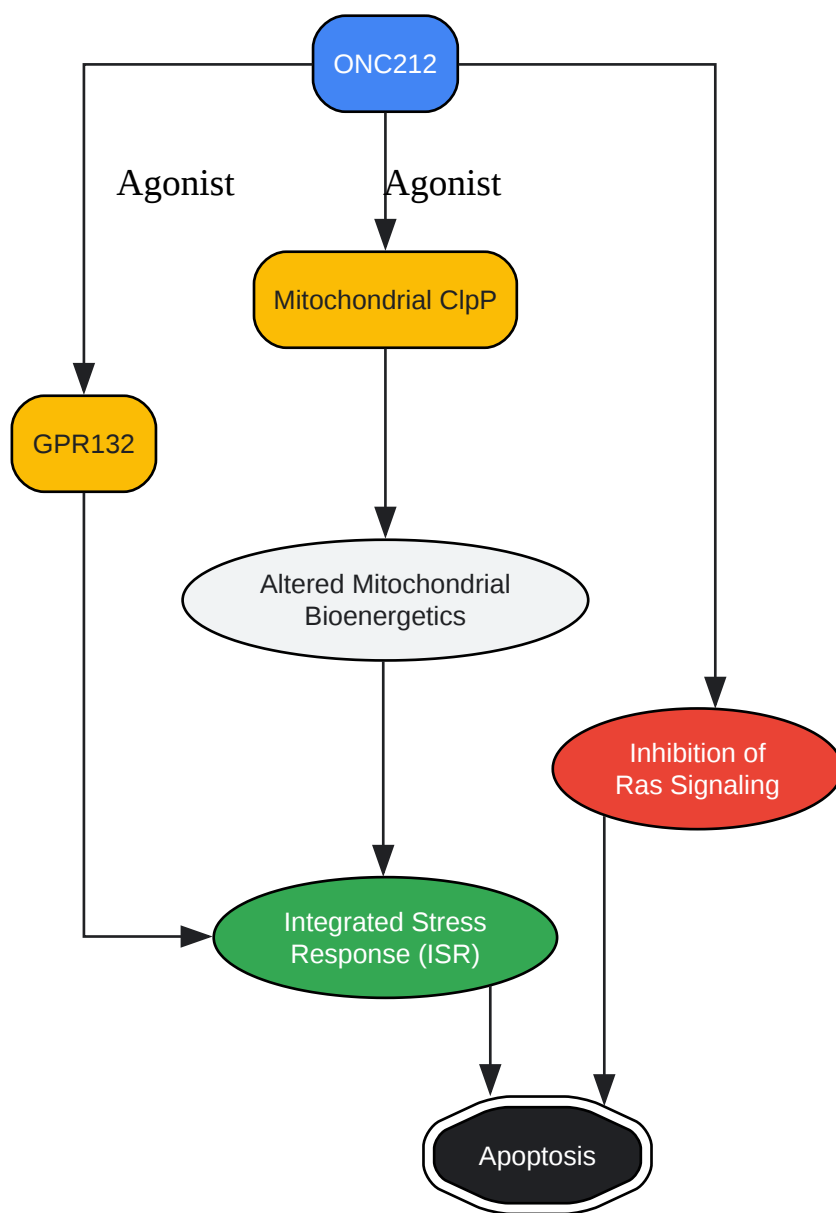 ONC212
Agonist
Agonist
Mitochondrial ClpP
GPR132
Altered Mitochondrial
Bioenergetics
Inhibition of
Ras Signaling
Integrated Stress
Response (ISR)
Apoptosis